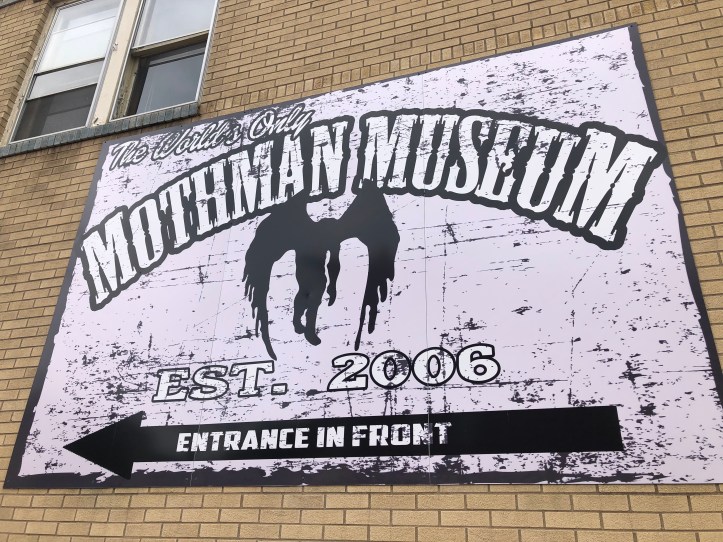 The World's Only
MOTHMAN MUSEUM
EST. 2006
ENTRANCE IN FRONT